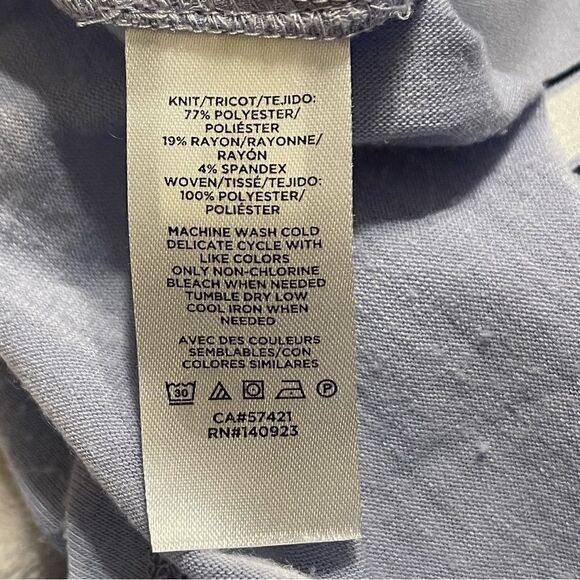 KNIT/TRICOT/TEJIDO:
77% POLYESTER/
POLIÉSTER
19% RAYON/RAYONNE/
RAYÓN
4% SPANDEX
WOVEN/TISSÉ/TEJIDO:
100% POLYESTER/
POLIÉSTER
MACHINE WASH COLD
DELICATE CYCLE WITH
LIKE COLORS
ONLY NON-CHLORINE
BLEACH WHEN NEEDED
TUMBLE DRY LOW
COOL IRON WHEN
NEEDED
AVEC DES COULEURS
SEMBLABLES/CON
COLORES SIMILARES
30 P
CA#57421
RN#140923